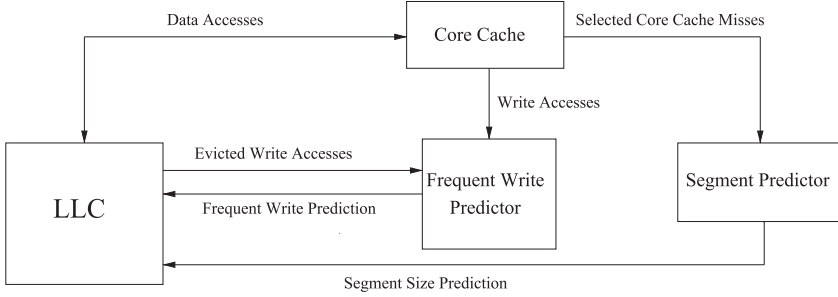 Data Accesses
Core Cache
Selected Core Cache Misses
Write Accesses
Evicted Write Accesses
Frequent Write
Predictor
Segment Predictor
LLC
Frequent Write Prediction
Segment Size Prediction